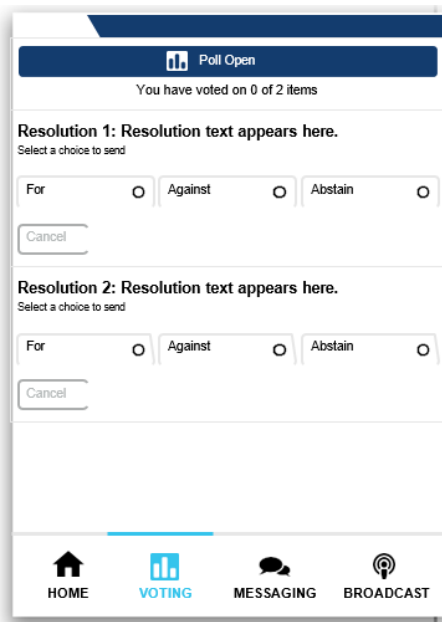 Poll Open
You have voted on 0 of 2 items
Resolution 1: Resolution text appears here.
Select a choice to send
For Against Abstain
Cancel
Resolution 2: Resolution text appears here.
Select a choice to send
For Against Abstain
Cancel
HOME VOTING MESSAGING BROADCAST